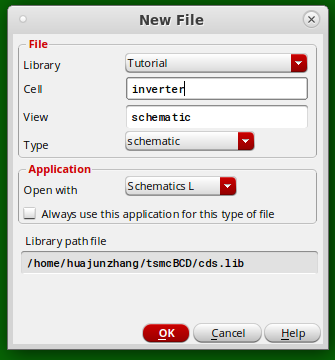 New File
File
Library Tutorial
Cell inverter
View schematic
Type schematic
Application
Open with Schematics L
Always use this application for this type of file
Library path file
/home/huajunzhang/tsmcBCD/cds.lib
OK Cancel Help